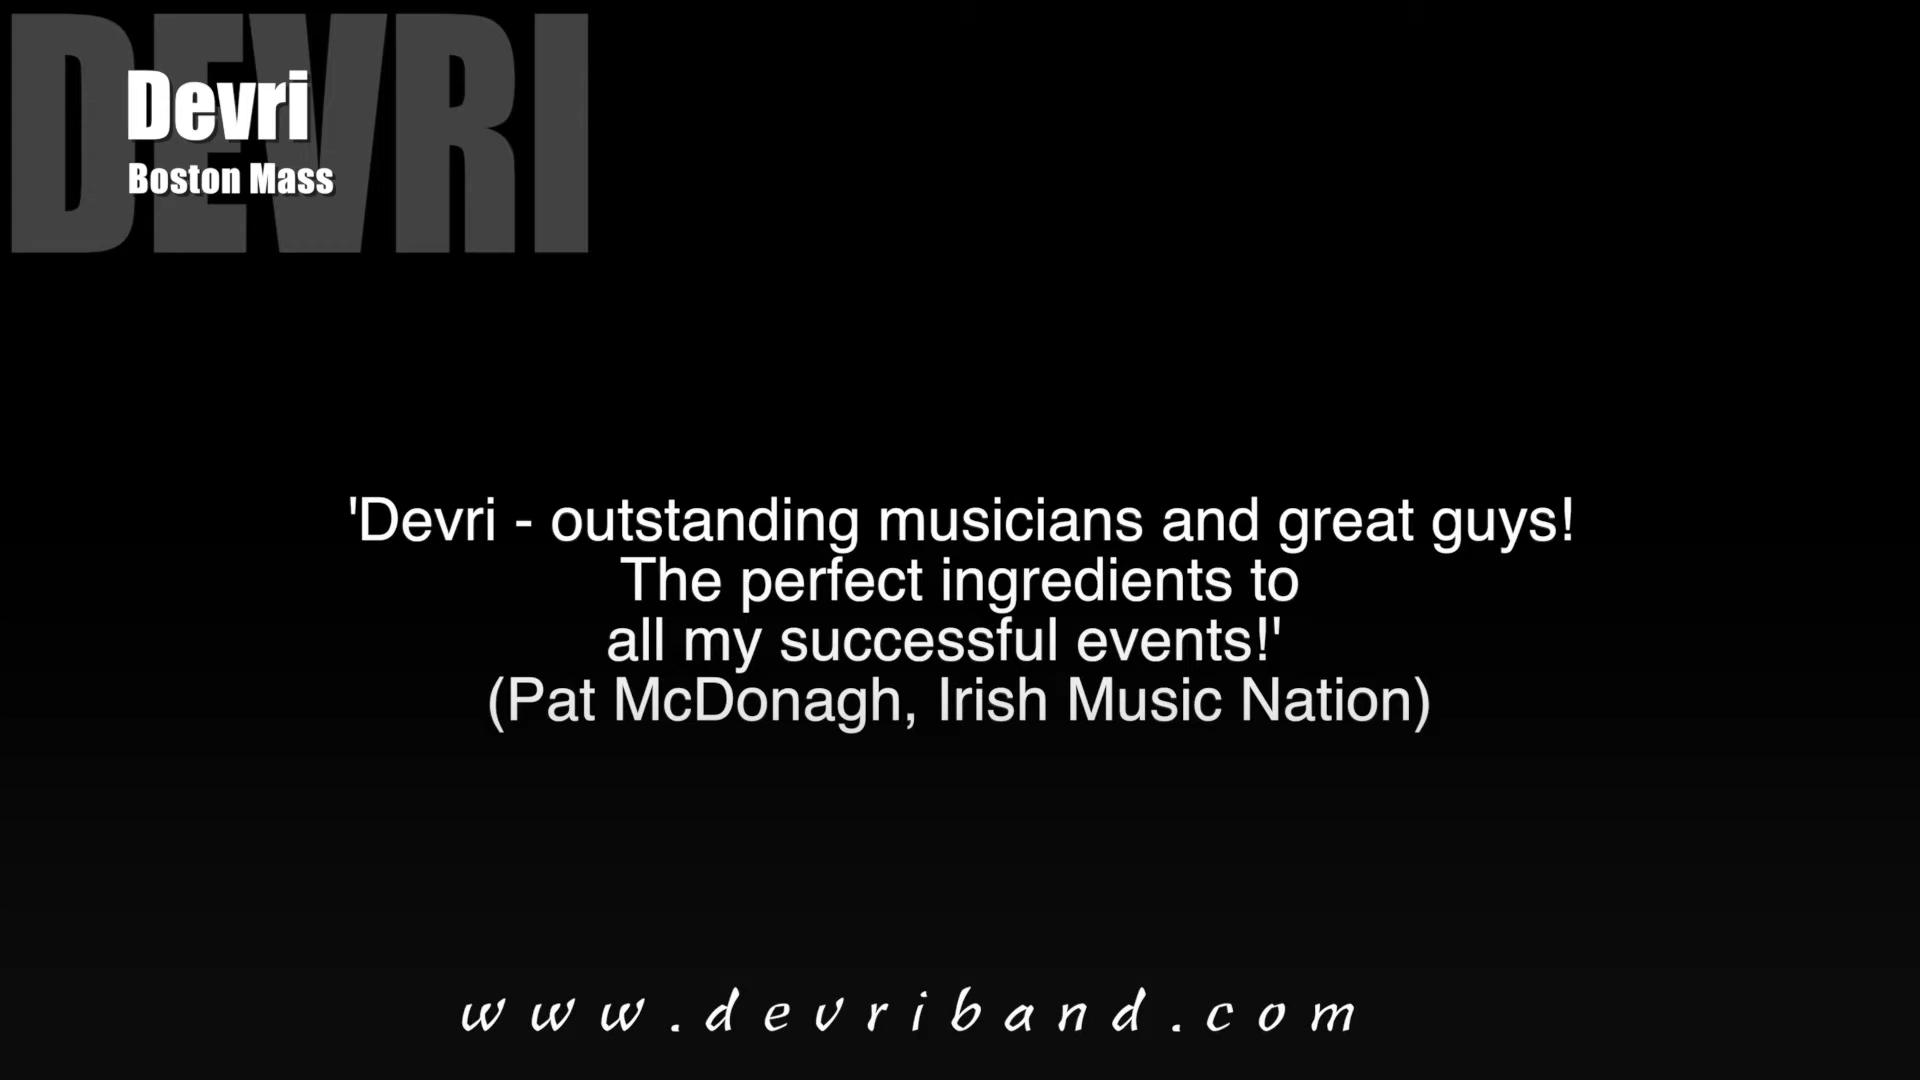 DEVRI
Devri
Boston Mass
'Devri - outstanding musicians and great guys!
The perfect ingredients to
all my successful events!'
(Pat McDonagh, Irish Music Nation)
www.devriband.com